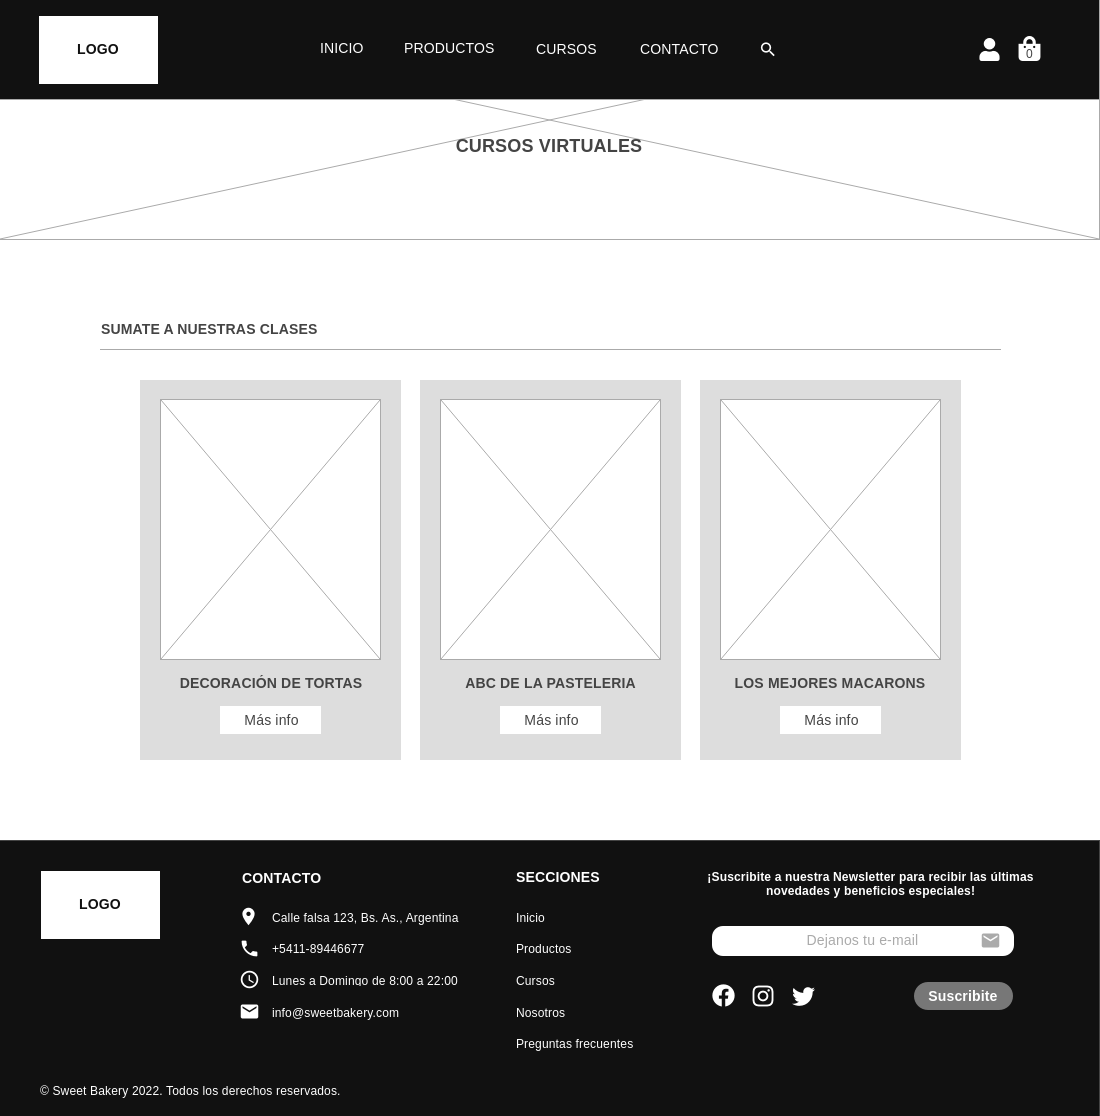 LOGO
INICIO
PRODUCTOS
CURSOS
CONTACTO
0
CURSOS VIRTUALES
SUMATE A NUESTRAS CLASES
DECORACIÓN DE TORTAS
Más info
ABC DE LA PASTELERIA
Más info
LOS MEJORES MACARONS
Más info
LOGO
CONTACTO
Calle falsa 123, Bs. As., Argentina
+5411-89446677
Lunes a Domingo de 8:00 a 22:00
info@sweetbakery.com
SECCIONES
Inicio
Productos
Cursos
Nosotros
Preguntas frecuentes
¡Suscribite a nuestra Newsletter para recibir las últimas
novedades y beneficios especiales!
Dejanos tu e-mail
Suscribite
© Sweet Bakery 2022. Todos los derechos reservados.